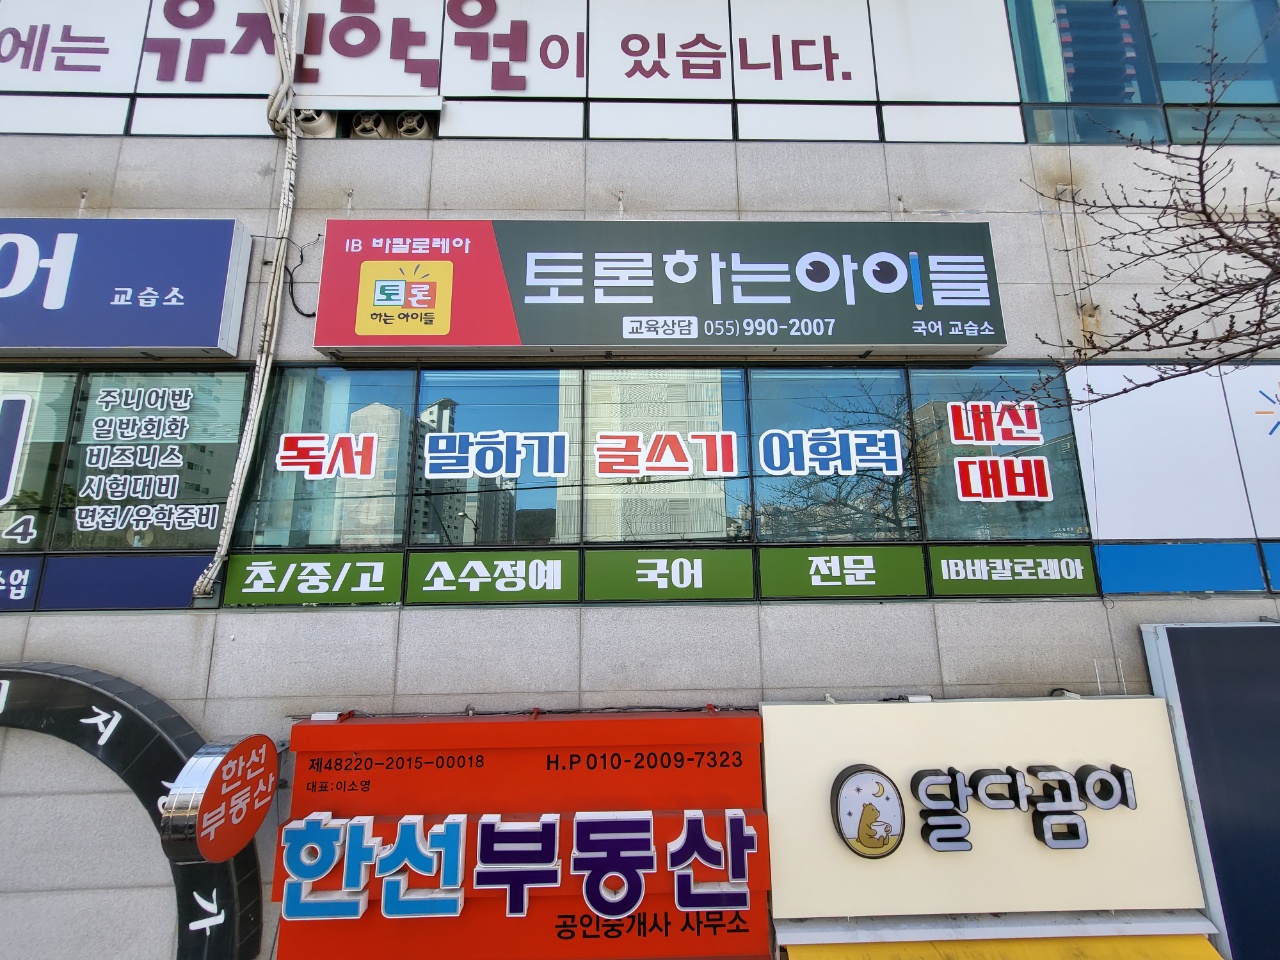 에는 유진학원이 있습니다.
어 교습소
IB 바칼로레아
토론
하는 아이들
토론하는아이들
교육상담 055)990-2007
국어 교습소
주니어반
일반회화
비즈니스
시험대비
면접/유학준비
4
수업
독서 말하기 글쓰기 어휘력 내신
대비
초/중/고 소수정예 국어 전문 IB바칼로레아
지
가
한선
부동산
제48220-2015-00018
H.P 010-2009-7323
대표:이소영
한선부동산
공인중개사 사무소
달다곰이